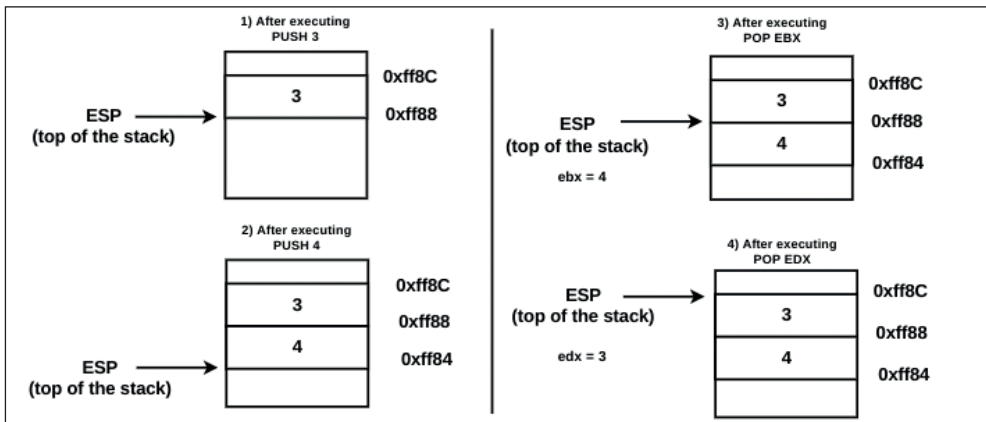 1) After executing
PUSH 3
0xff8C
3
0xff88
ESP
(top of the stack)
2) After executing
PUSH 4
0xff8C
3
0xff88
4
0xff84
ESP
(top of the stack)
3) After executing
POP EBX
0xff8C
3
0xff88
ESP
(top of the stack)
4
0xff84
ebx = 4
4) After executing
POP EDX
0xff8C
ESP
(top of the stack)
3
0xff88
4
edx = 3
0xff84